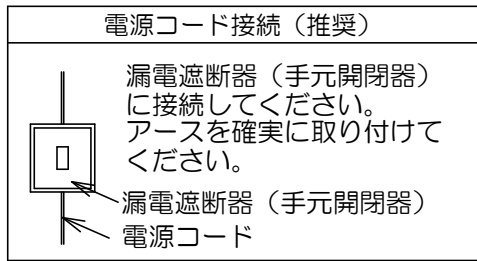 電源コード接続（推奨）
漏電遮断器（手元開閉器）
に接続してください。
アースを確実に取り付けて
ください。
漏電遮断器（手元開閉器）
電源コード